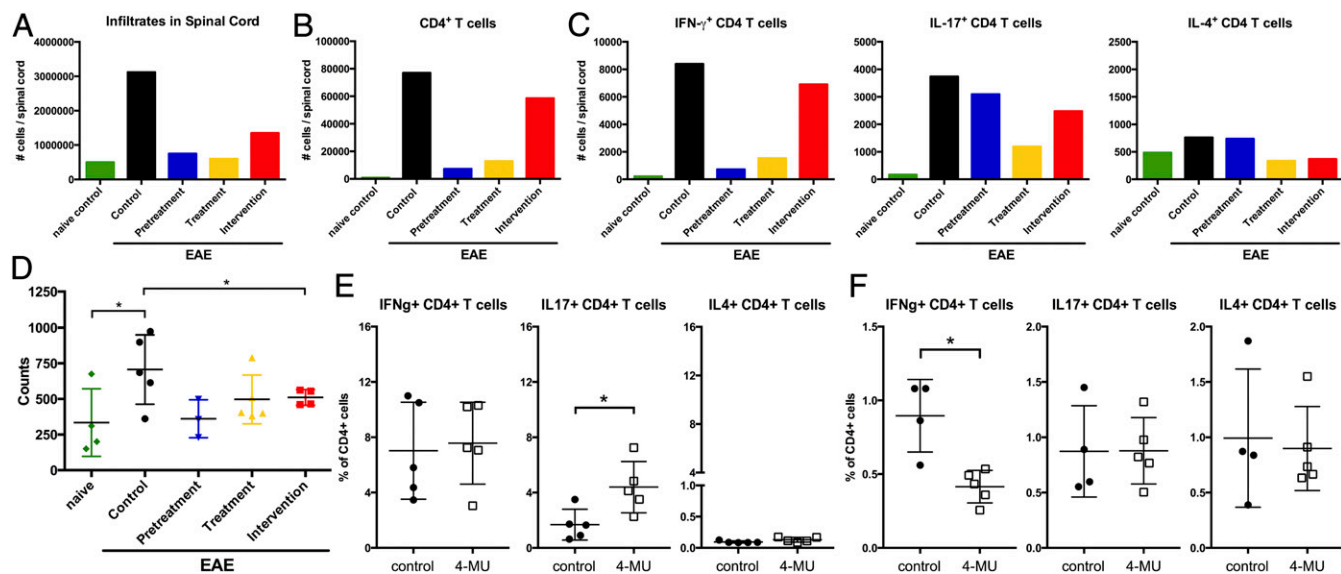 A
Infiltrates in Spinal Cord
# cells / spinal cord
4000000
3000000
2000000
1000000
0
naive control
Control
Pretreatment
Treatment
Intervention
EAE
B
CD4+ T cells
# cells / spinal cord
100000
80000
60000
40000
20000
0
naive control
Control
Pretreatment
Treatment
Intervention
EAE
C
IFN-γ+ CD4 T cells
# cells / spinal cord
10000
8000
6000
4000
2000
0
naive control
Control
Pretreatment
Treatment
Intervention
EAE
IL-17+ CD4 T cells
5000
4000
3000
2000
1000
0
naive control
Control
Pretreatment
Treatment
Intervention
EAE
IL-4+ CD4 T cells
2500
2000
1500
1000
500
0
naive control
Control
Pretreatment
Treatment
Intervention
EAE
D
Counts
1250
1000
750
500
250
0
*
*
naive
Control
Pretreatment
Treatment
Intervention
EAE
E
IFNg+ CD4+ T cells
% of CD4+ cells
16
12
8
4
0
control
4-MU
IL17+ CD4+ T cells
16
12
8
4
0
*
control
4-MU
IL4+ CD4+ T cells
16
12
8
4
1.0
0.5
0.0
control
4-MU
F
IFNg+ CD4+ T cells
% of CD4+ cells
1.5
1.0
0.5
0.0
*
control
4-MU
IL17+ CD4+ T cells
2.0
1.5
1.0
0.5
0.0
control
4-MU
IL4+ CD4+ T cells
2.0
1.5
1.0
0.5
0.0
control
4-MU